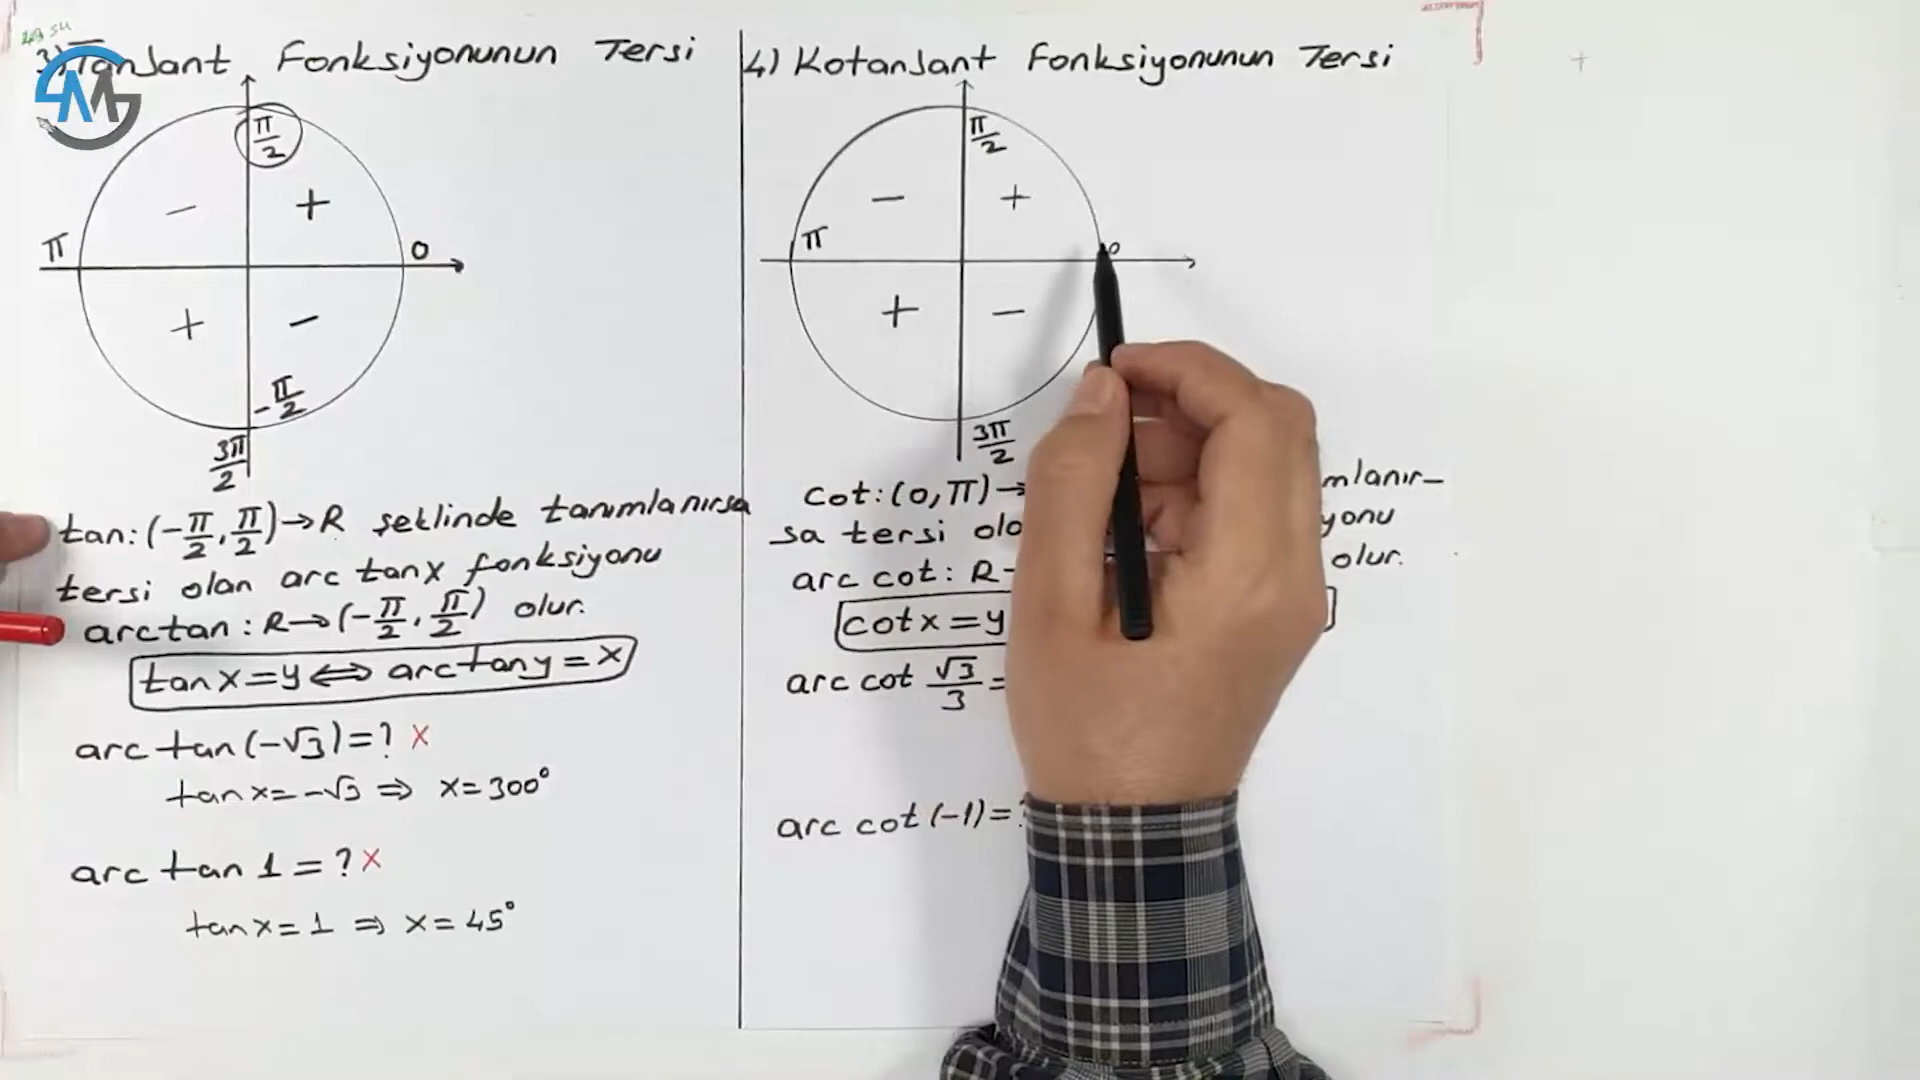 3) Tanjant Fonksiyonunun Tersi
π/2
− +
π 0
+ −
-π/2
3π/2
tan: (-π/2, π/2) → R şeklinde tanımlanırsa
tersi olan arc tanx fonksiyonu
arctan: R → (-π/2, π/2) olur.
tanx = y ⇔ arctany = x
arc tan(-√3) = ? x
tanx = -√3 ⇒ x = 300°
arc tan 1 = ? x
tanx = 1 ⇒ x = 45°
4) Kotanjant Fonksiyonunun Tersi
π/2
− +
π 0
+ −
3π/2
cot: (0, π) → mlanır-
sa tersi olo yonu
arc cot: R- olur.
cotx = y
arc cot √3/3 =
arc cot (-1) = ?